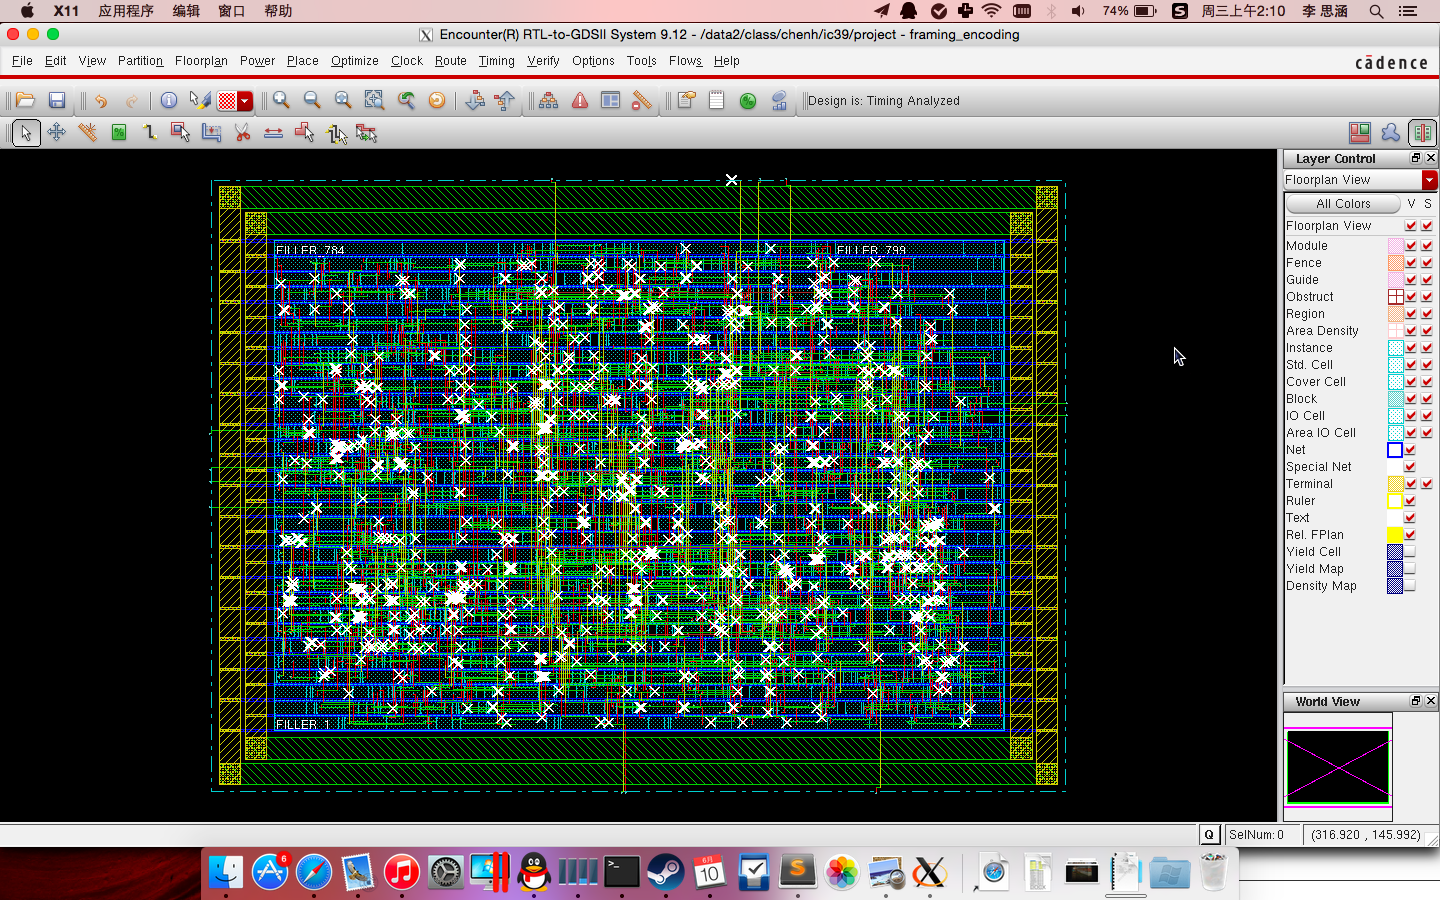 X11 应用程序 编辑 窗口 帮助 74% 周三上午2:10 李 思涵
Encounter(R) RTL-to-GDSII System 9.12 - /data2/class/chenh/ic39/project - framing_encoding
File Edit View Partition Floorplan Power Place Optimize Clock Route Timing Verify Options Tools Flows Help
cādence
Design is: Timing Analyzed
Layer Control
Floorplan View
All Colors V S
Floorplan View
Module
Fence
Guide
Obstruct
Region
Area Density
Instance
Std. Cell
Cover Cell
Block
IO Cell
Area IO Cell
Net
Special Net
Terminal
Ruler
Text
Rel. FPlan
Yield Cell
Yield Map
Density Map
FILLER_784
FILLER_799
FILLER_1
World View
Q SelNum:0 (316.920 , 145.992)
6
6月
10